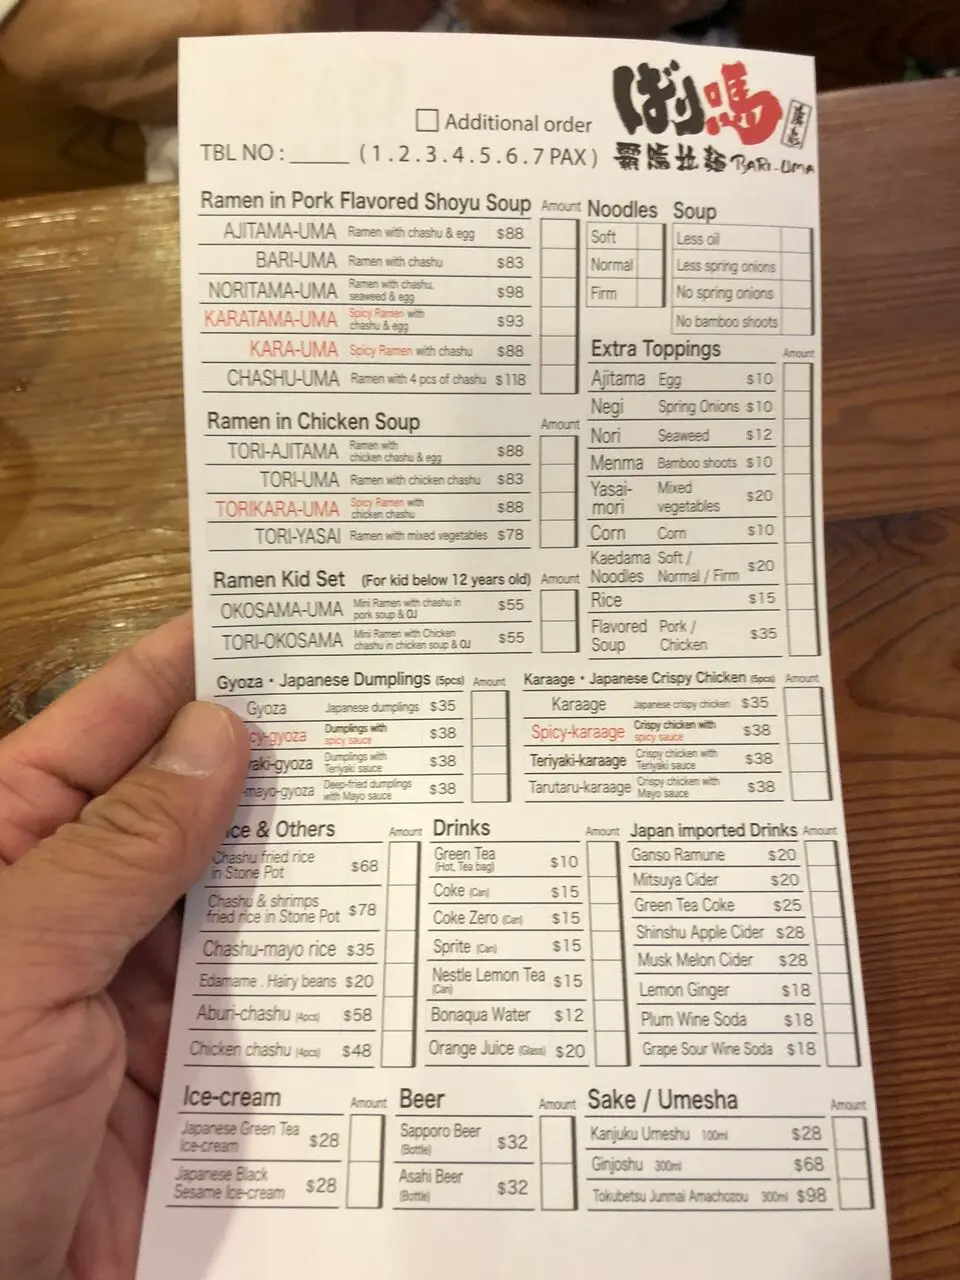 ばり嗎
Additional order
TBL NO : _____ ( 1 . 2 . 3 . 4 . 5 . 6 . 7 PAX )
霸嗎拉麵 BARI-UMA
Ramen in Pork Flavored Shoyu Soup Amount
AJITAMA-UMA Ramen with chashu & egg $88
BARI-UMA Ramen with chashu $83
NORITAMA-UMA Ramen with chashu, seaweed & egg $98
KARATAMA-UMA Spicy Ramen with chashu & egg $93
KARA-UMA Spicy Ramen with chashu $88
CHASHU-UMA Ramen with 4 pcs of chashu $118
Noodles
Soft
Normal
Firm
Soup
Less oil
Less spring onions
No spring onions
No bamboo shoots
Ramen in Chicken Soup Amount
TORI-AJITAMA Ramen with chicken chashu & egg $88
TORI-UMA Ramen with chicken chashu $83
TORIKARA-UMA Spicy Ramen with chicken chashu $88
TORI-YASAI Ramen with mixed vegetables $78
Ramen Kid Set (For kid below 12 years old) Amount
OKOSAMA-UMA Mini Ramen with chashu in pork soup & OJ $55
TORI-OKOSAMA Mini Ramen with Chicken chashu in chicken soup & OJ $55
Extra Toppings Amount
Ajitama Egg $10
Negi Spring Onions $10
Nori Seaweed $12
Menma Bamboo shoots $10
Yasai-mori Mixed vegetables $20
Corn Corn $10
Kaedama Noodles Soft / Normal / Firm $20
Rice $15
Flavored Soup Pork / Chicken $35
Gyoza・Japanese Dumplings (5pcs) Amount
Gyoza Japanese dumplings $35
cy-gyoza Dumplings with spicy sauce $38
aki-gyoza Dumplings with Teriyaki sauce $38
-mayo-gyoza Deep-fried dumplings with Mayo sauce $38
Karaage・Japanese Crispy Chicken (5pcs) Amount
Karaage Japanese crispy chicken $35
Spicy-karaage Crispy chicken with spicy sauce $38
Teriyaki-karaage Crispy chicken with Teriyaki sauce $38
Tarutaru-karaage Crispy chicken with Mayo sauce $38
ice & Others Amount
Chashu fried rice in Stone Pot $68
Chashu & shrimps fried rice in Stone Pot $78
Chashu-mayo rice $35
Edamame . Hairy beans $20
Aburi-chashu (4pcs) $58
Chicken chashu (4pcs) $48
Drinks Amount
Green Tea (Hot, Tea bag) $10
Coke (Can) $15
Coke Zero (Can) $15
Sprite (Can) $15
Nestle Lemon Tea (Can) $15
Bonaqua Water $12
Orange Juice (Glass) $20
Japan imported Drinks Amount
Ganso Ramune $20
Mitsuya Cider $20
Green Tea Coke $25
Shinshu Apple Cider $28
Musk Melon Cider $28
Lemon Ginger $18
Plum Wine Soda $18
Grape Sour Wine Soda $18
Ice-cream Amount
Japanese Green Tea Ice-cream $28
Japanese Black Sesame Ice-cream $28
Beer Amount
Sapporo Beer (Bottle) $32
Asahi Beer (Bottle) $32
Sake / Umesha Amount
Kanjuku Umeshu 100ml $28
Ginjoshu 300ml $68
Tokubetsu Junmai Amachozou 300ml $98